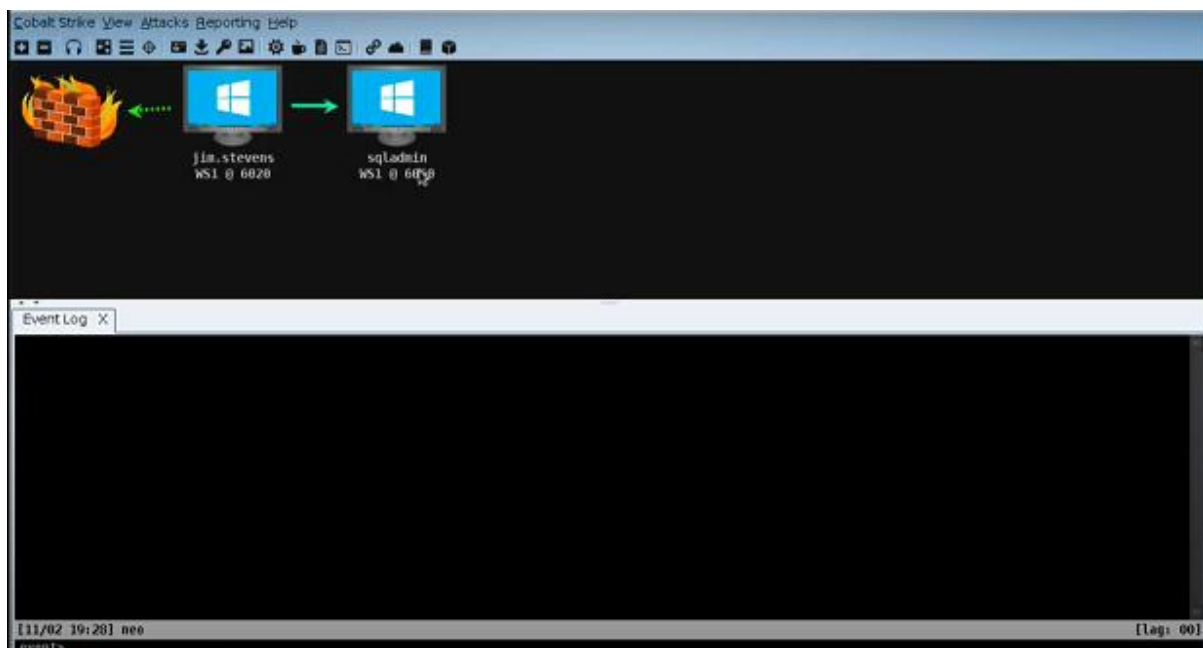 Cobalt Strike View Attacks Reporting Help
jim.stevens
WS1 @ 6020
sqladmin
WS1 @
Event Log X
[11/02 19:28] neo
[lag: 00]
event>